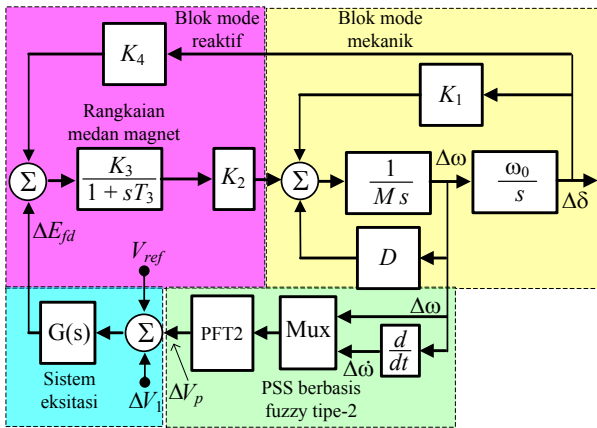 Blok mode
reaktif
Blok mode
mekanik
K4
K1
Rangkaian
medan magnet
K3
1 + sT3
K2
Σ
Σ
1
M s
Δω
ω0
s
Δδ
D
ΔEfd
Vref
G(s)
Σ
PFT2
Mux
Δω
d
dt
Δω̇
Sistem
eksitasi
ΔV1
ΔVp
PSS berbasis
fuzzy tipe-2